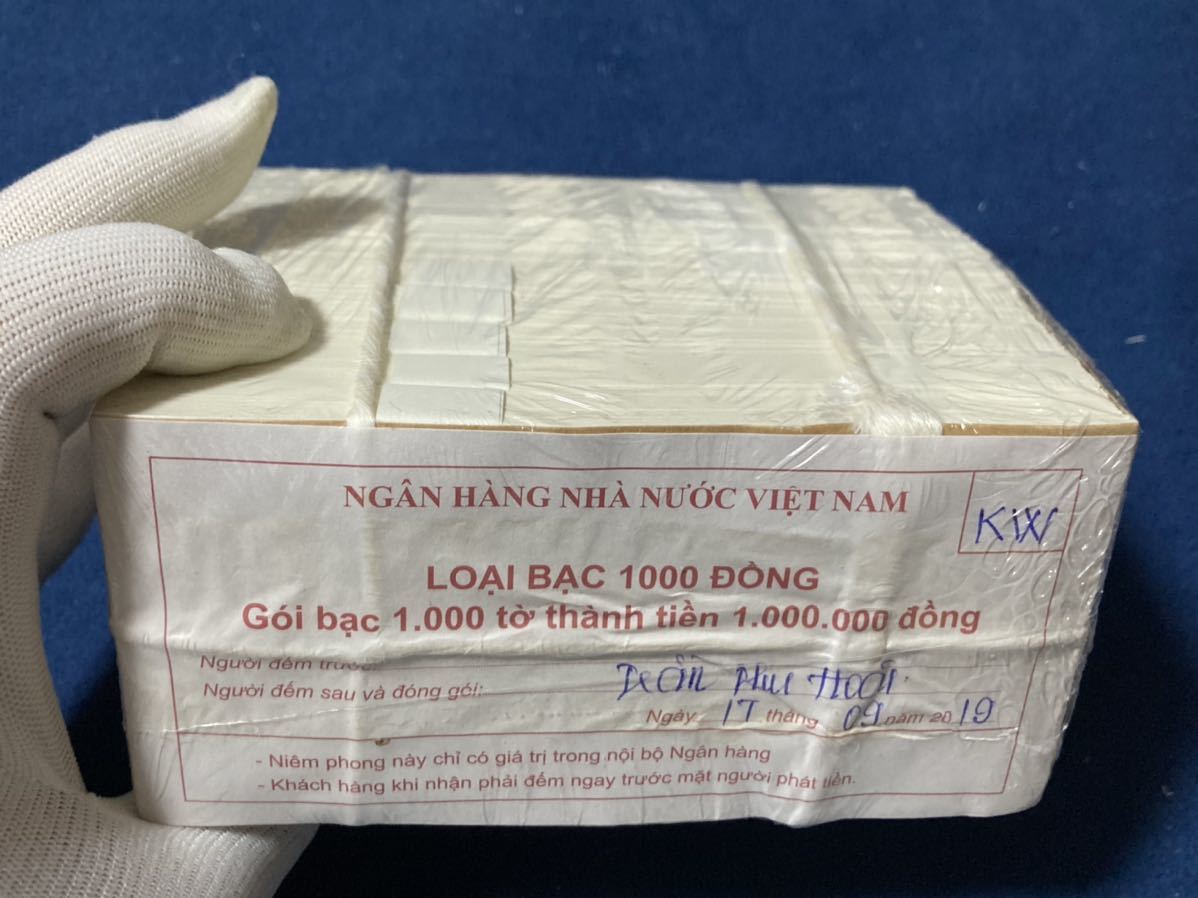 NGÂN HÀNG NHÀ NƯỚC VIỆT NAM
KW
LOẠI BẠC 1000 ĐỒNG
Gói bạc 1.000 tờ thành tiền 1.000.000 đồng
Người đếm trước:
Người đếm sau và đóng gói:
Ngày 17 tháng 09 năm 2019
- Niêm phong này chỉ có giá trị trong nội bộ Ngân hàng
- Khách hàng khi nhận phải đếm ngay trước mặt người phát tiền.